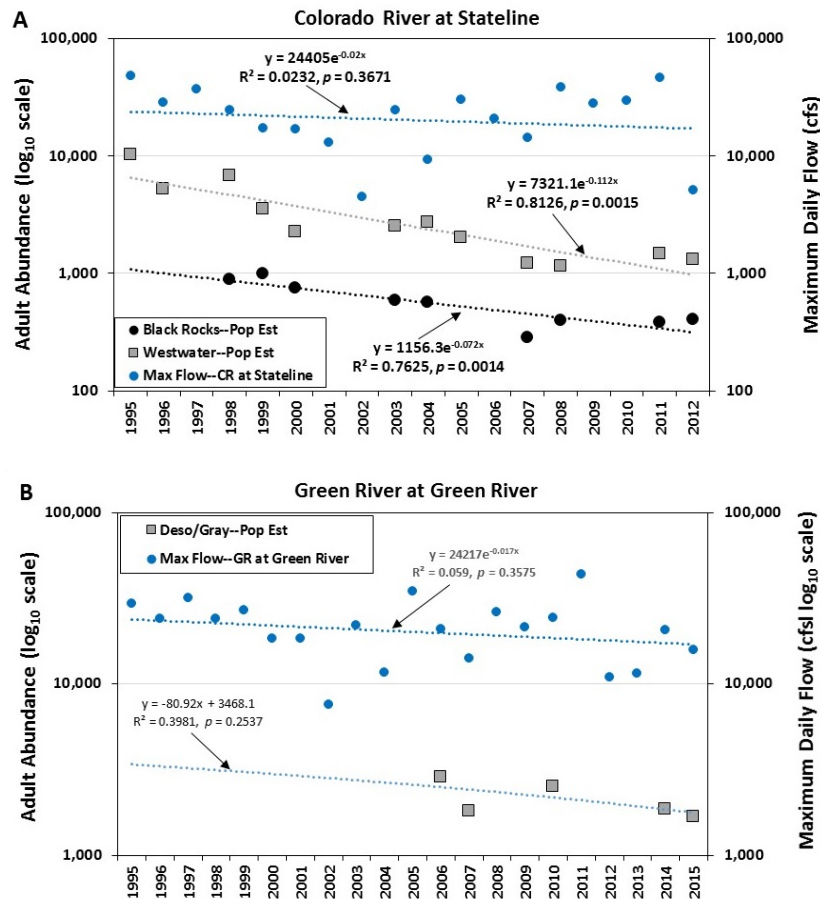 A
Colorado River at Stateline
Adult Abundance (log10 scale)
Maximum Daily Flow (cfs)
100,000
10,000
1,000
100
100,000
10,000
1,000
100
y = 24405e-0.02x
R² = 0.0232, p = 0.3671
y = 7321.1e-0.112x
R² = 0.8126, p = 0.0015
y = 1156.3e-0.072x
R² = 0.7625, p = 0.0014
Black Rocks--Pop Est
Westwater--Pop Est
Max Flow--CR at Stateline
1995
1996
1997
1998
1999
2000
2001
2002
2003
2004
2005
2006
2007
2008
2009
2010
2011
2012
B
Green River at Green River
Adult Abundance (log10 scale)
Maximum Daily Flow (cfsl log10 scale)
100,000
10,000
1,000
100,000
10,000
1,000
Deso/Gray--Pop Est
Max Flow--GR at Green River
y = 24217e-0.017x
R² = 0.059, p = 0.3575
y = -80.92x + 3468.1
R² = 0.3981, p = 0.2537
1995
1996
1997
1998
1999
2000
2001
2002
2003
2004
2005
2006
2007
2008
2009
2010
2011
2012
2013
2014
2015